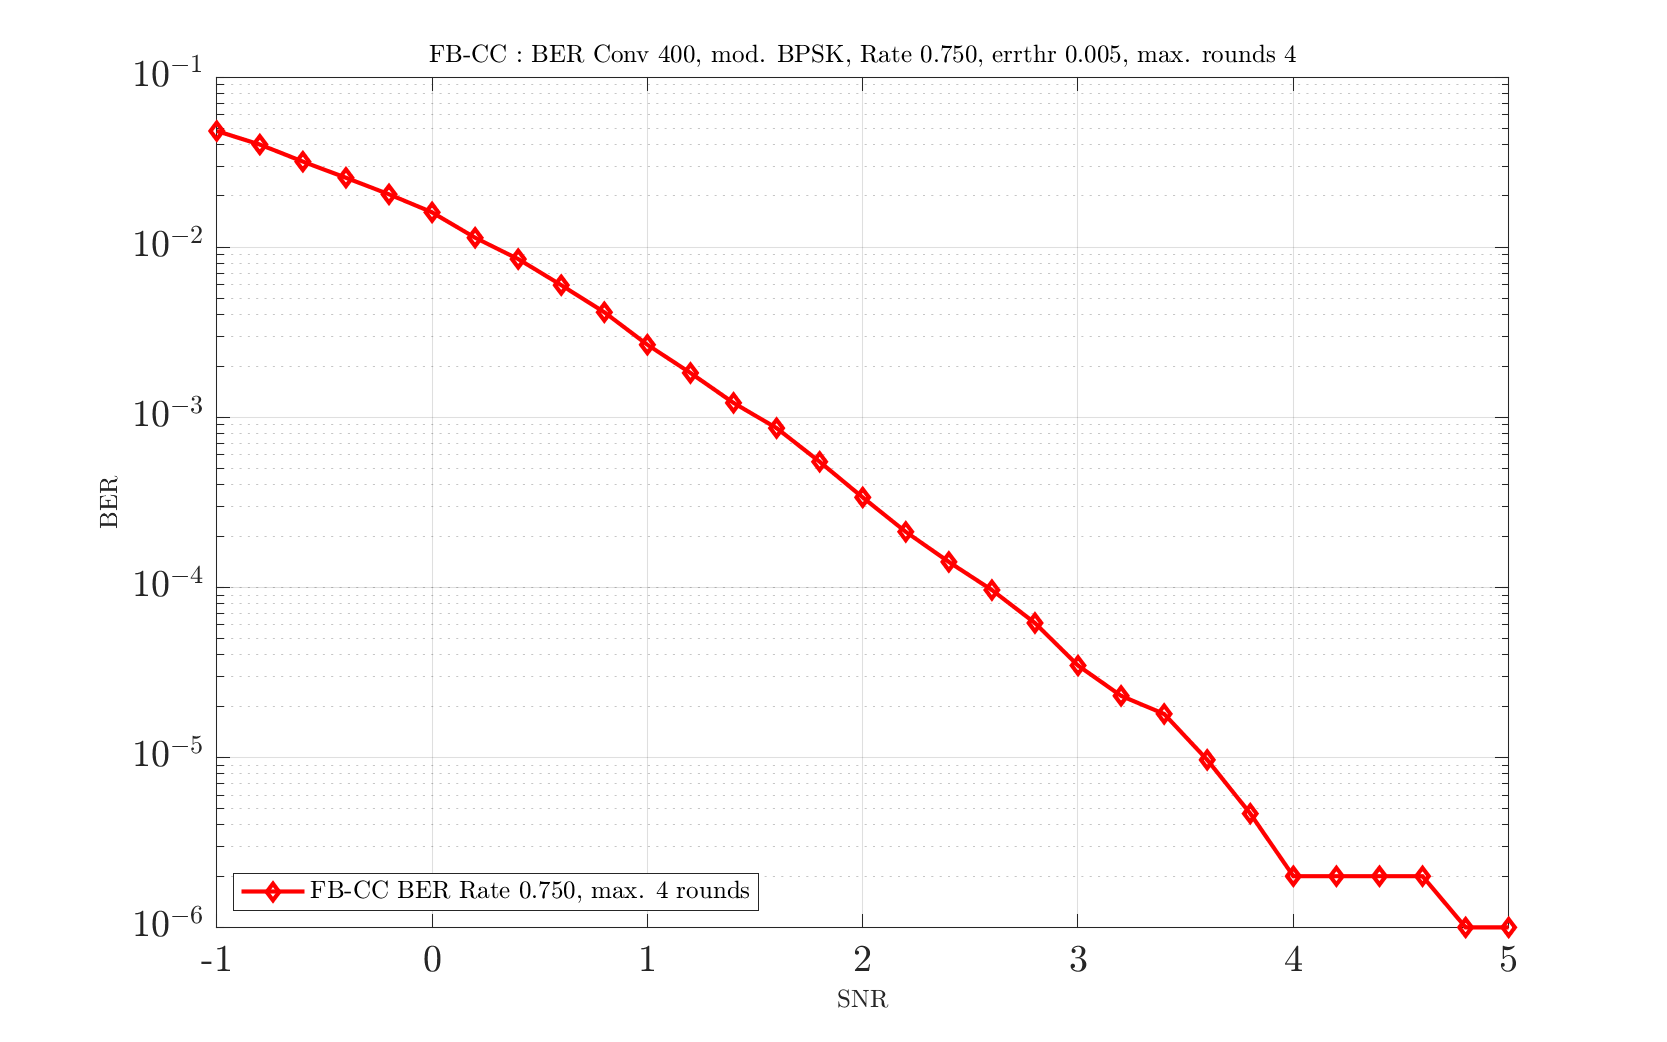 FB-CC : BER Conv 400, mod. BPSK, Rate 0.750, errthr 0.005, max. rounds 4
10^{-1}
10^{-2}
10^{-3}
10^{-4}
10^{-5}
10^{-6}
BER
FB-CC BER Rate 0.750, max. 4 rounds
-1 0 1 2 3 4 5
SNR